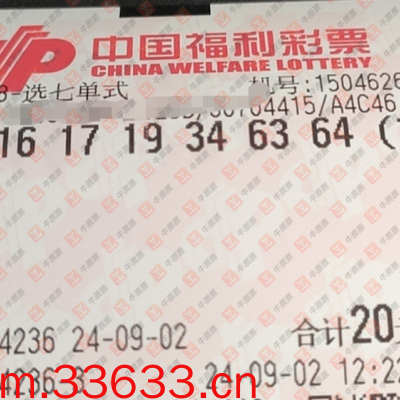 中国福利彩票
CHINA WELFARE LOTTERY
-选七单式 机号:1504626
04415/A4C46
16 17 19 34 63 64 (
4236 24-09-02 合计20
24-09-02 12:22
m.33633.cn